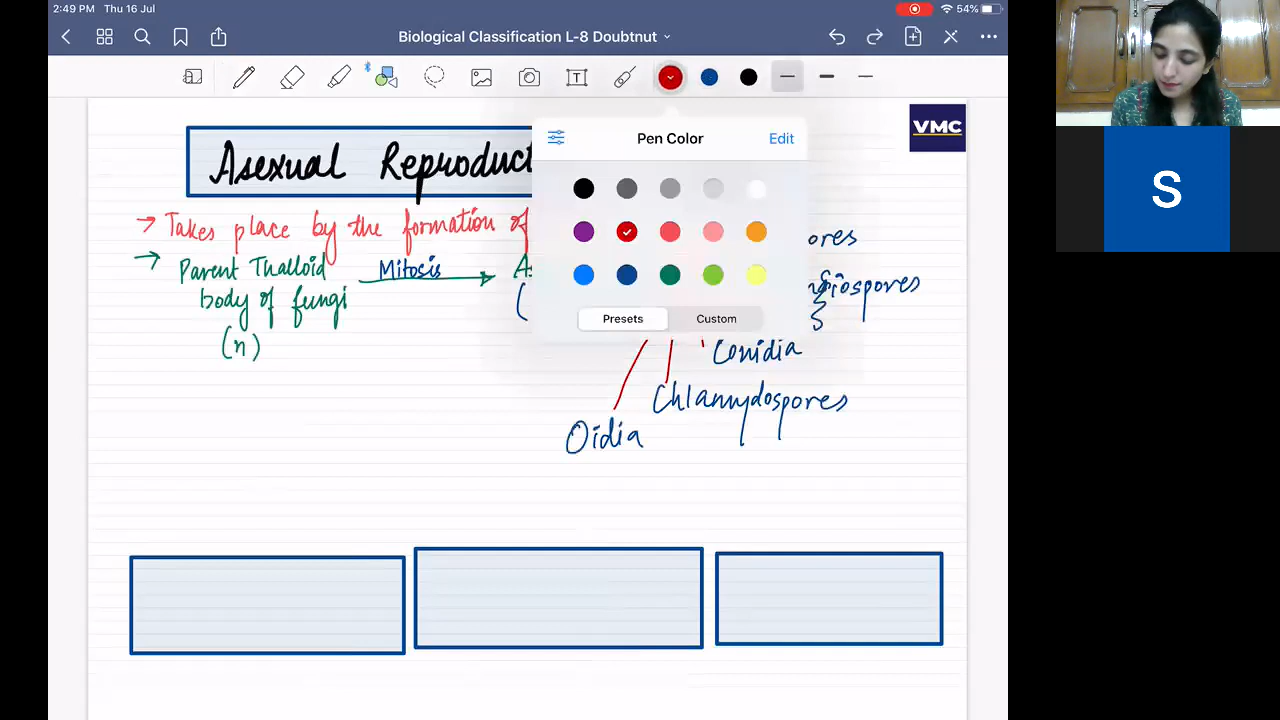 2:49 PM Thu 16 Jul 54%
Biological Classification L-8 Doubtnut
T
VMC
Pen Color
Edit
Presets
Custom
Asexual Reproduct
→ Takes place by the formation of
→ Parent Thalloid Mitosis
body of fungi
(n)
ores
iospores
Conidia
Chlamydospores
Oidia
S